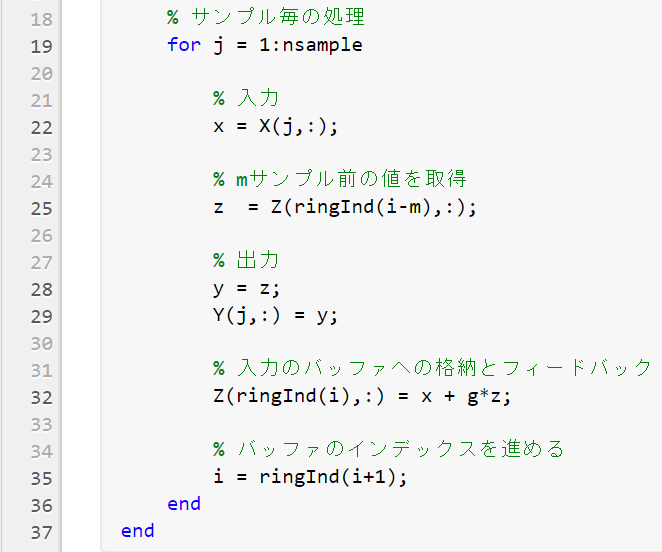 18 % サンプル毎の処理
19 for j = 1:nsample
20
21 % 入力
22 x = X(j,:);
23
24 % mサンプル前の値を取得
25 z  = Z(ringInd(i-m),:);
26
27 % 出力
28 y = z;
29 Y(j,:) = y;
30
31 % 入力のバッファへの格納とフィードバック
32 Z(ringInd(i),:) = x + g*z;
33
34 % バッファのインデックスを進める
35 i = ringInd(i+1);
36 end
37 end